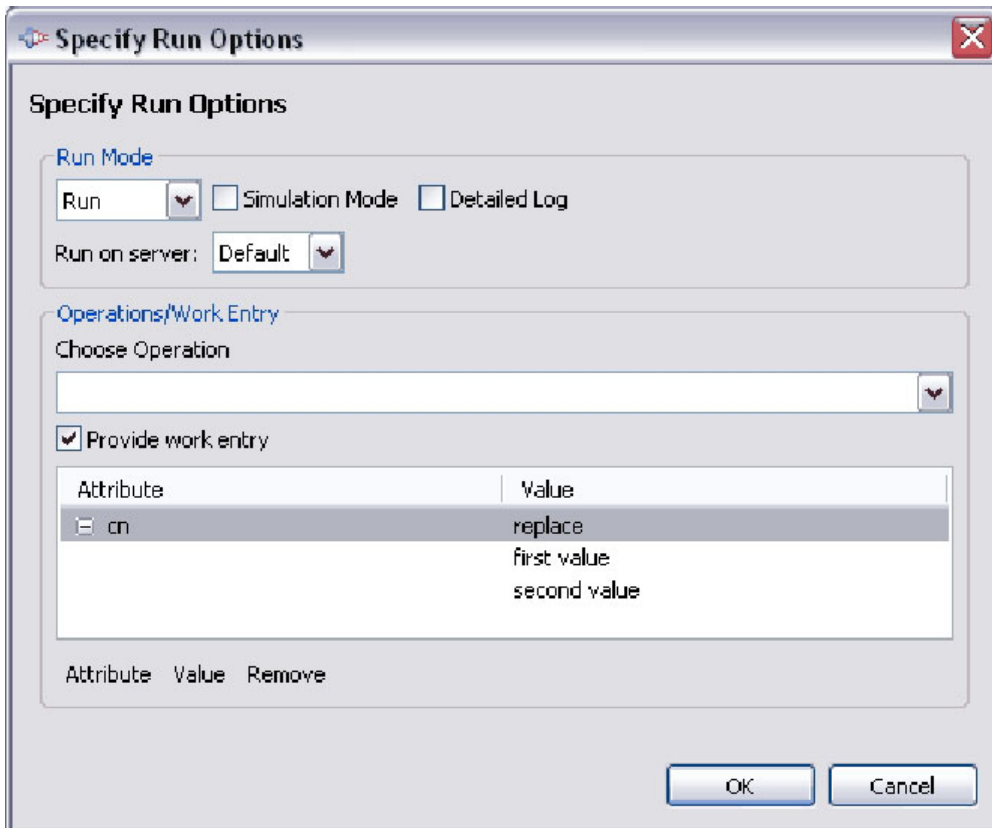 Specify Run Options
Specify Run Options
Run Mode
Run Simulation Mode Detailed Log
Run on server: Default
Operations/Work Entry
Choose Operation
Provide work entry
Attribute Value
cn replace
first value
second value
Attribute Value Remove
OK Cancel